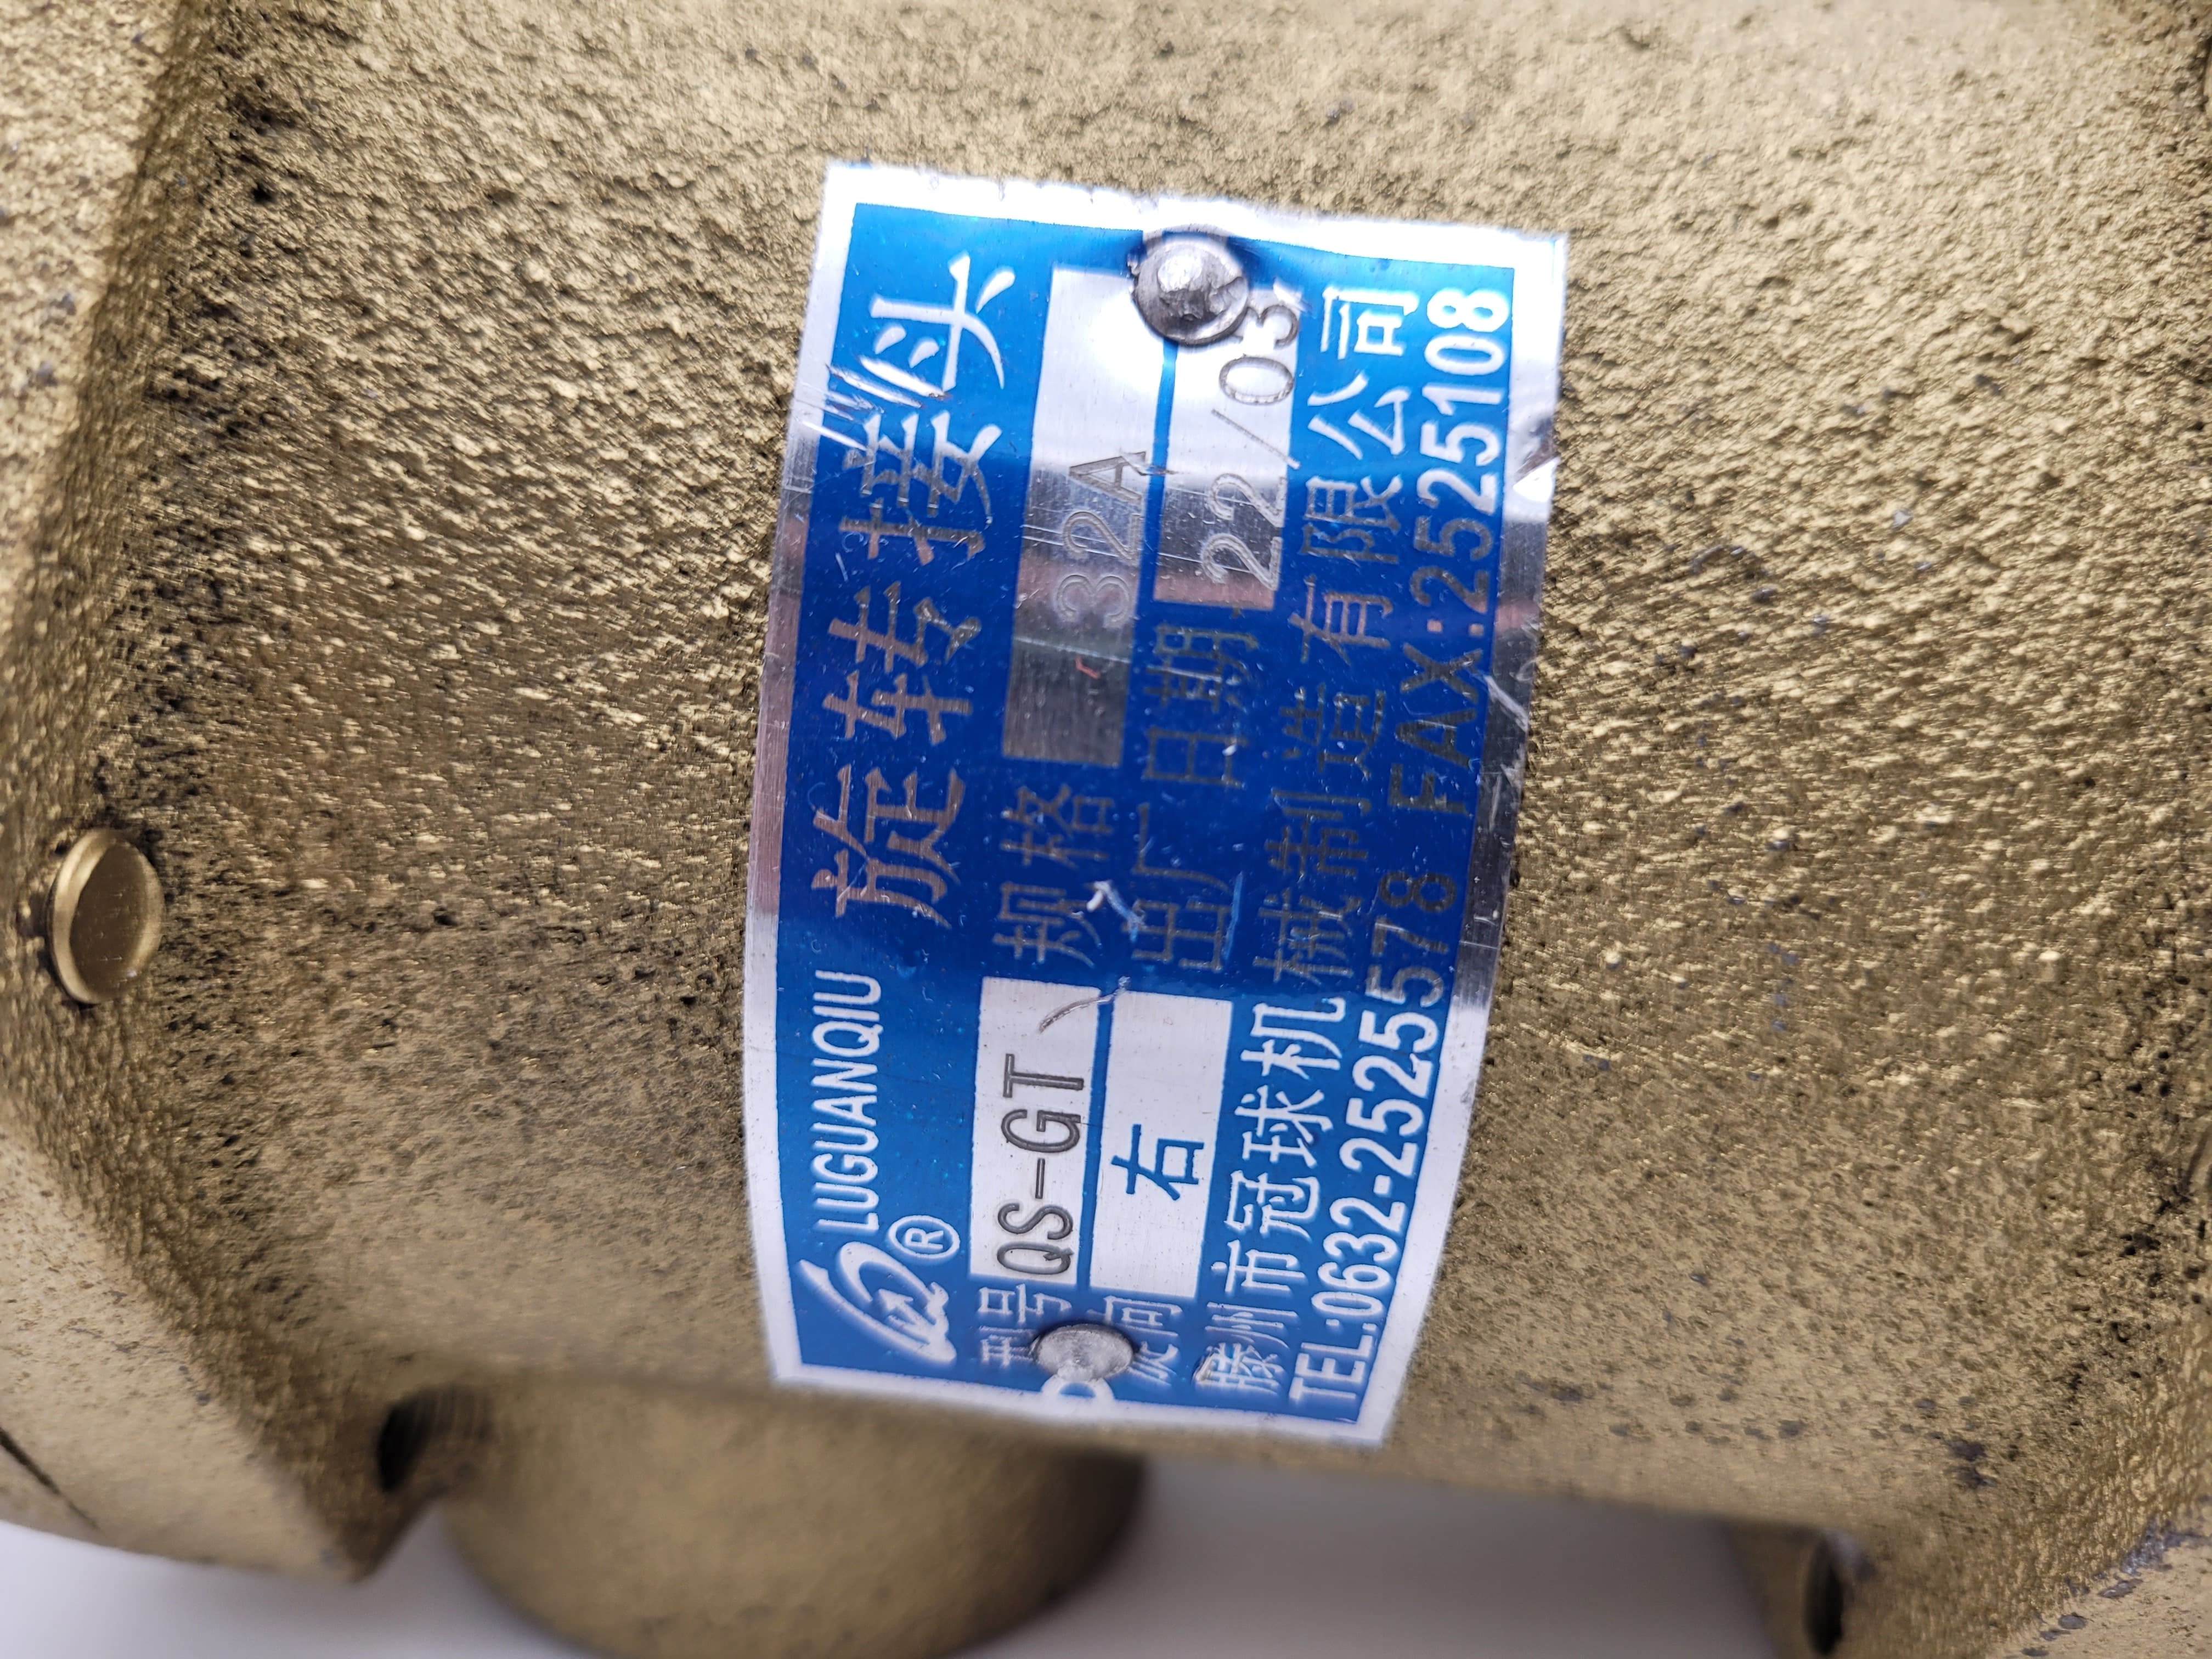 ® LUGUANQIU 旋转接头
型号 QS-GT 规格 32A
旋向 右 出厂日期 22/03
滕州市冠球机械制造有限公司
TEL:0632-2525578 FAX:2525108